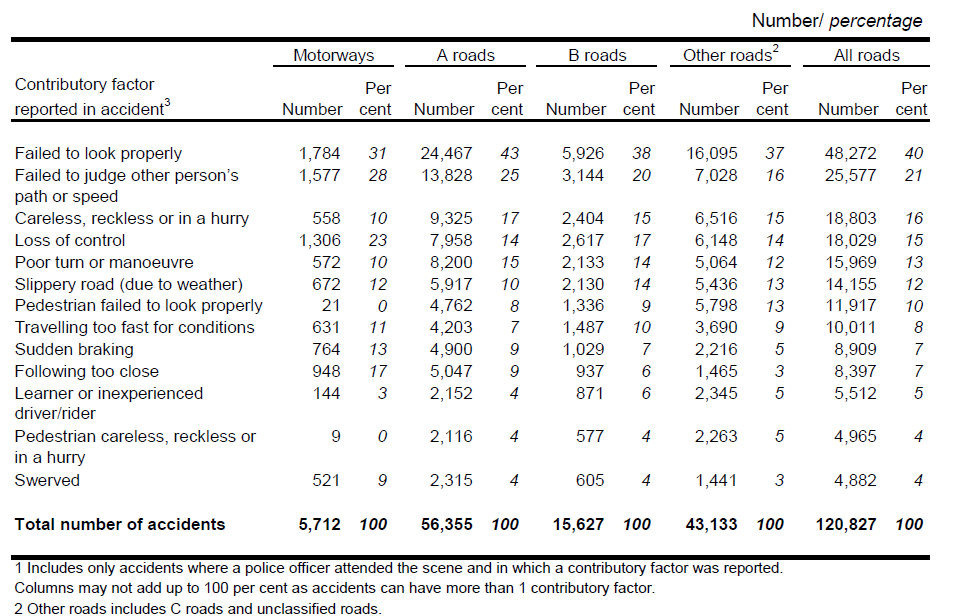 Number/ percentage
Motorways A roads B roads Other roads2 All roads
Contributory factor Per Per Per Per Per
reported in accident3 Number cent Number cent Number cent Number cent Number cent
Failed to look properly 1,784 31 24,467 43 5,926 38 16,095 37 48,272 40
Failed to judge other person's 1,577 28 13,828 25 3,144 20 7,028 16 25,577 21
path or speed
Careless, reckless or in a hurry 558 10 9,325 17 2,404 15 6,516 15 18,803 16
Loss of control 1,306 23 7,958 14 2,617 17 6,148 14 18,029 15
Poor turn or manoeuvre 572 10 8,200 15 2,133 14 5,064 12 15,969 13
Slippery road (due to weather) 672 12 5,917 10 2,130 14 5,436 13 14,155 12
Pedestrian failed to look properly 21 0 4,762 8 1,336 9 5,798 13 11,917 10
Travelling too fast for conditions 631 11 4,203 7 1,487 10 3,690 9 10,011 8
Sudden braking 764 13 4,900 9 1,029 7 2,216 5 8,909 7
Following too close 948 17 5,047 9 937 6 1,465 3 8,397 7
Learner or inexperienced 144 3 2,152 4 871 6 2,345 5 5,512 5
driver/rider
Pedestrian careless, reckless or 9 0 2,116 4 577 4 2,263 5 4,965 4
in a hurry
Swerved 521 9 2,315 4 605 4 1,441 3 4,882 4
Total number of accidents 5,712 100 56,355 100 15,627 100 43,133 100 120,827 100
1 Includes only accidents where a police officer attended the scene and in which a contributory factor was reported.
Columns may not add up to 100 per cent as accidents can have more than 1 contributory factor.
2 Other roads includes C roads and unclassified roads.